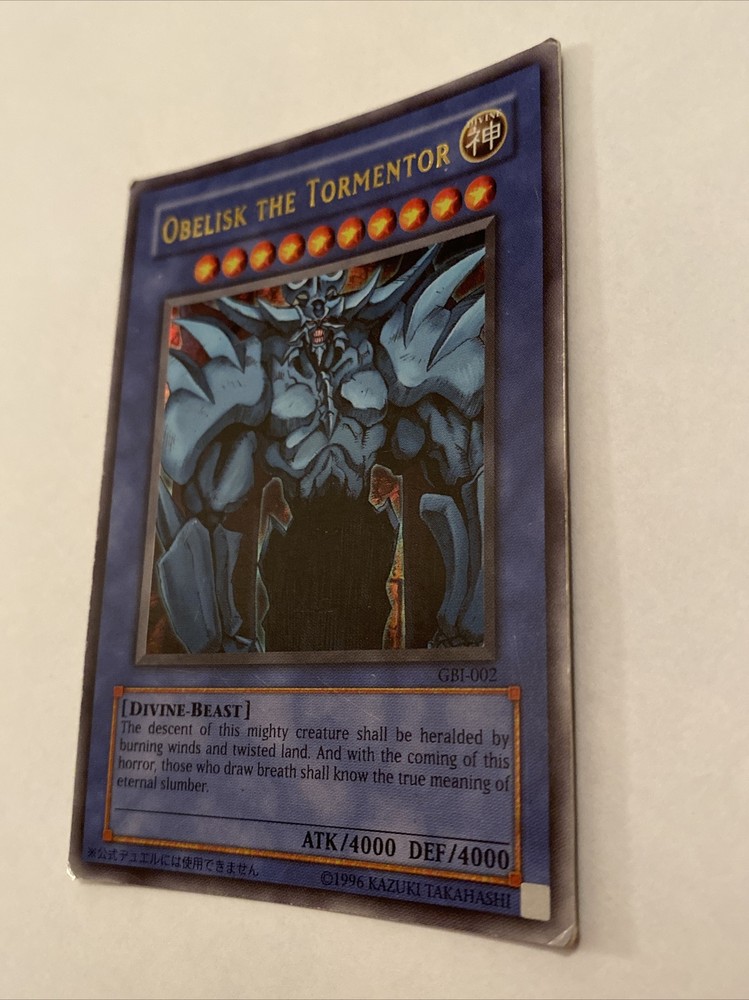 OBELISK THE TORMENTOR
DIVINE
神
GBI-002
[DIVINE-BEAST]
The descent of this mighty creature shall be heralded by
burning winds and twisted land. And with the coming of this
horror, those who draw breath shall know the true meaning of
eternal slumber.
ATK/4000 DEF/4000
※公式デュエルには使用できません
©1996 KAZUKI TAKAHASHI